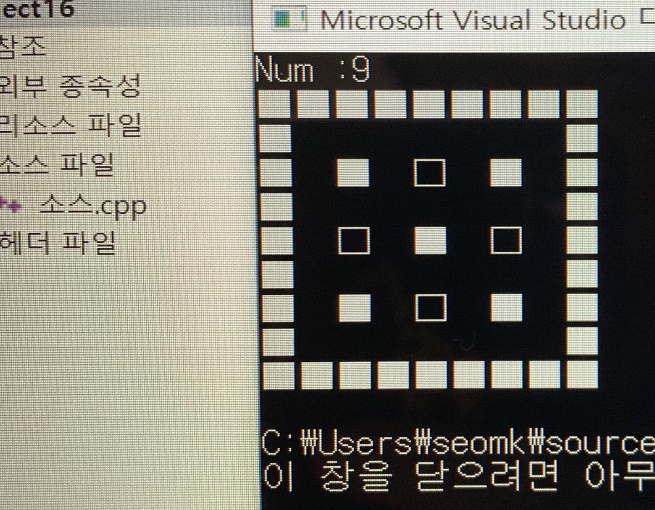 ect16
참조
외부 종속성
리소스 파일
소스 파일
++ 소스.cpp
헤더 파일
Microsoft Visual Studio
Num :9
■■■■■■■■■
■ ■
■ ■ □ ■ ■
■ ■
■ □ ■ □ ■
■ ■
■ ■ □ ■ ■
■ ■
■■■■■■■■■
C:₩Users₩seomk₩source
이 창을 닫으려면 아무